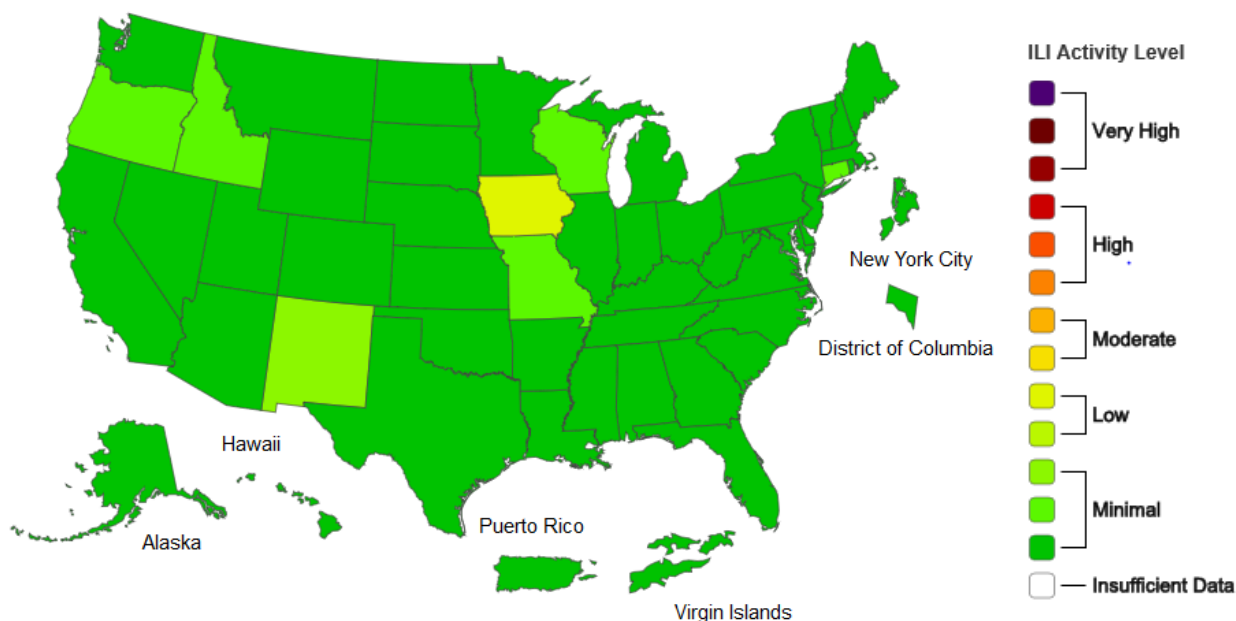 ILI Activity Level
Very High
High
Moderate
Low
Minimal
Insufficient Data
New York City
District of Columbia
Hawaii
Alaska
Puerto Rico
Virgin Islands